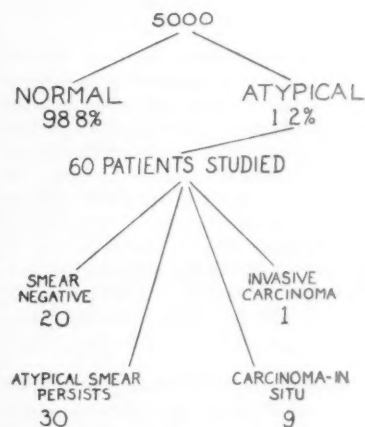 5000
NORMAL
98 8%
ATYPICAL
1 2%
60 PATIENTS STUDIED
SMEAR
NEGATIVE
20
INVASIVE
CARCINOMA
1
ATYPICAL SMEAR
PERSISTS
30
CARCINOMA-IN
SITU
9